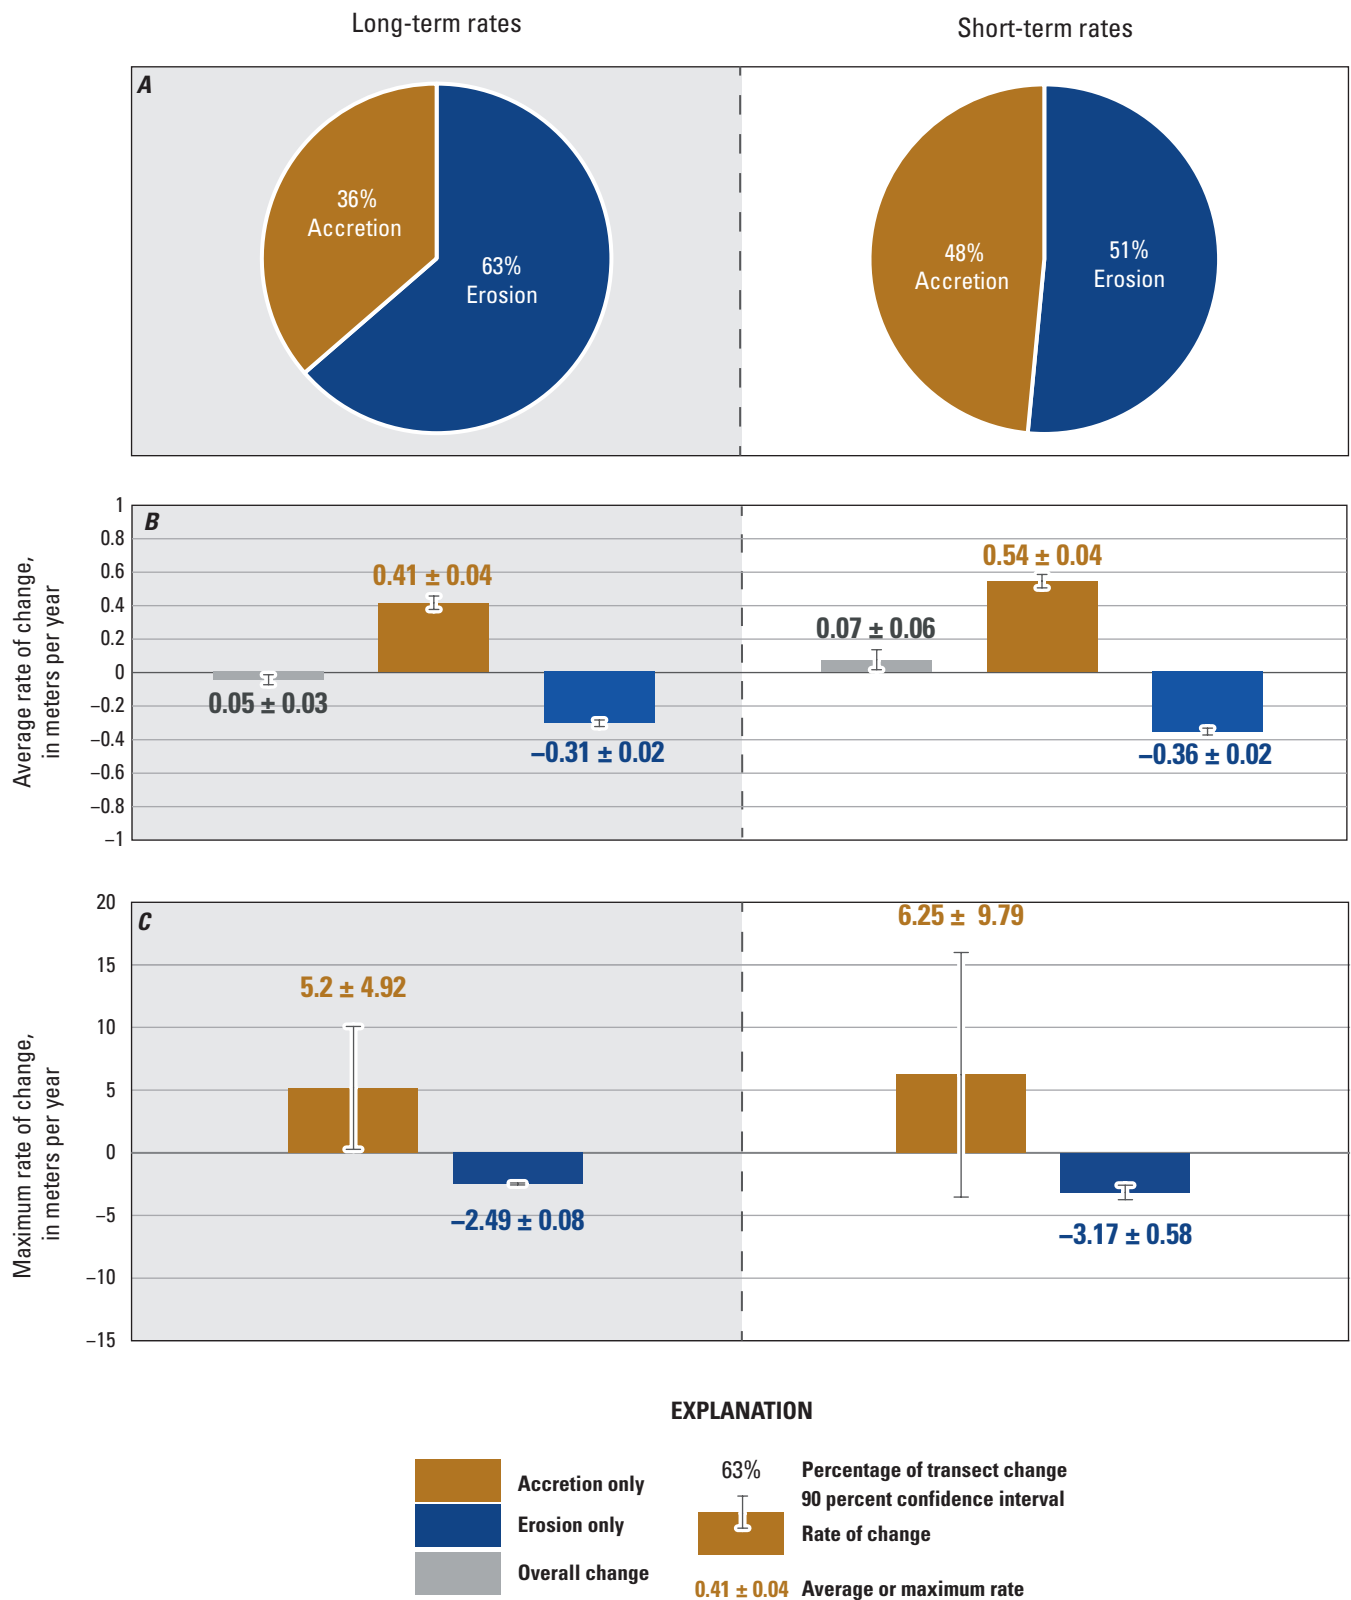 Long-term rates
Short-term rates
A
36%
Accretion
63%
Erosion
48%
Accretion
51%
Erosion
Average rate of change,
in meters per year
1
0.8
0.6
0.4
0.2
0
−0.2
−0.4
−0.6
−0.8
−1
B
0.41 ± 0.04
0.05 ± 0.03
−0.31 ± 0.02
0.54 ± 0.04
0.07 ± 0.06
−0.36 ± 0.02
Maximum rate of change,
in meters per year
20
15
10
5
0
−5
−10
−15
C
5.2 ± 4.92
−2.49 ± 0.08
6.25 ± 9.79
−3.17 ± 0.58
EXPLANATION
Accretion only
Erosion only
Overall change
63% Percentage of transect change
90 percent confidence interval
Rate of change
0.41 ± 0.04 Average or maximum rate